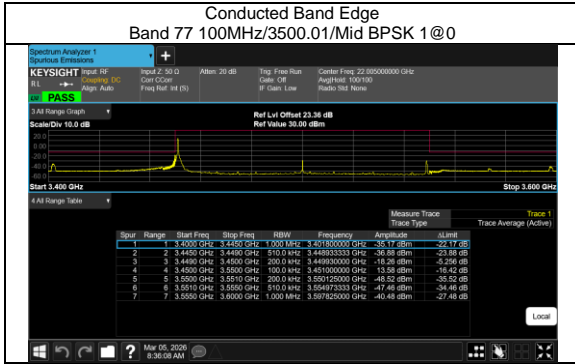 Conducted Band Edge
Band 77 100MHz/3500.01/Mid BPSK 1@0
Spectrum Analyzer 1
Spurious Emissions
KEYSIGHT Input: RF Input Z: 50 Ω Atten: 20 dB Trig: Free Run Center Freq: 22.005000000 GHz
RL Coupling: DC Corr CCorr Gate: Off Avg|Hold: 100/100
Align: Auto Freq Ref: Int (S) IF Gain: Low Radio Std: None
PASS
3 All Range Graph
Scale/Div 10.0 dB Ref Lvl Offset 23.36 dB
Ref Value 30.00 dBm
20.0
0.00
-20.0
-40.0
-60.0
Start 3.400 GHz Stop 3.600 GHz
4 All Range Table
Measure Trace Trace 1
Trace Type Trace Average (Active)
Spur Range Start Freq Stop Freq RBW Frequency Amplitude ΔLimit
1 1 3.4000 GHz 3.4450 GHz 1.000 MHz 3.401800000 GHz -35.17 dBm -22.17 dB
2 2 3.4450 GHz 3.4490 GHz 510.0 kHz 3.448933333 GHz -36.88 dBm -23.88 dB
3 3 3.4490 GHz 3.4500 GHz 200.0 kHz 3.449930000 GHz -18.26 dBm -5.256 dB
4 4 3.4500 GHz 3.5500 GHz 100.0 kHz 3.451000000 GHz 13.58 dBm -16.42 dB
5 5 3.5500 GHz 3.5510 GHz 200.0 kHz 3.550125000 GHz -48.52 dBm -35.52 dB
6 6 3.5510 GHz 3.5550 GHz 510.0 kHz 3.554973333 GHz -47.46 dBm -34.46 dB
7 7 3.5550 GHz 3.6000 GHz 1.000 MHz 3.597825000 GHz -40.48 dBm -27.48 dB
Local
Mar 05, 2026
8:36:08 AM